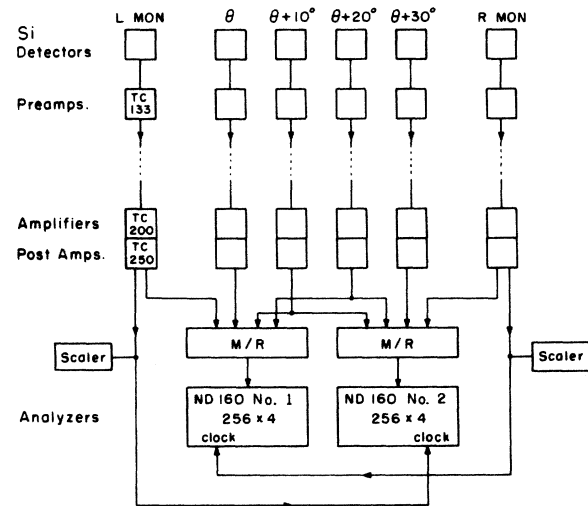 L MON θ θ+10° θ+20° θ+30° R MON
Si
Detectors
Preamps. TC
133
Amplifiers TC
200
Post Amps. TC
250
M/R M/R
Scaler Scaler
ND 160 No. 1 ND 160 No. 2
256 x 4 256 x 4
Analyzers
clock clock